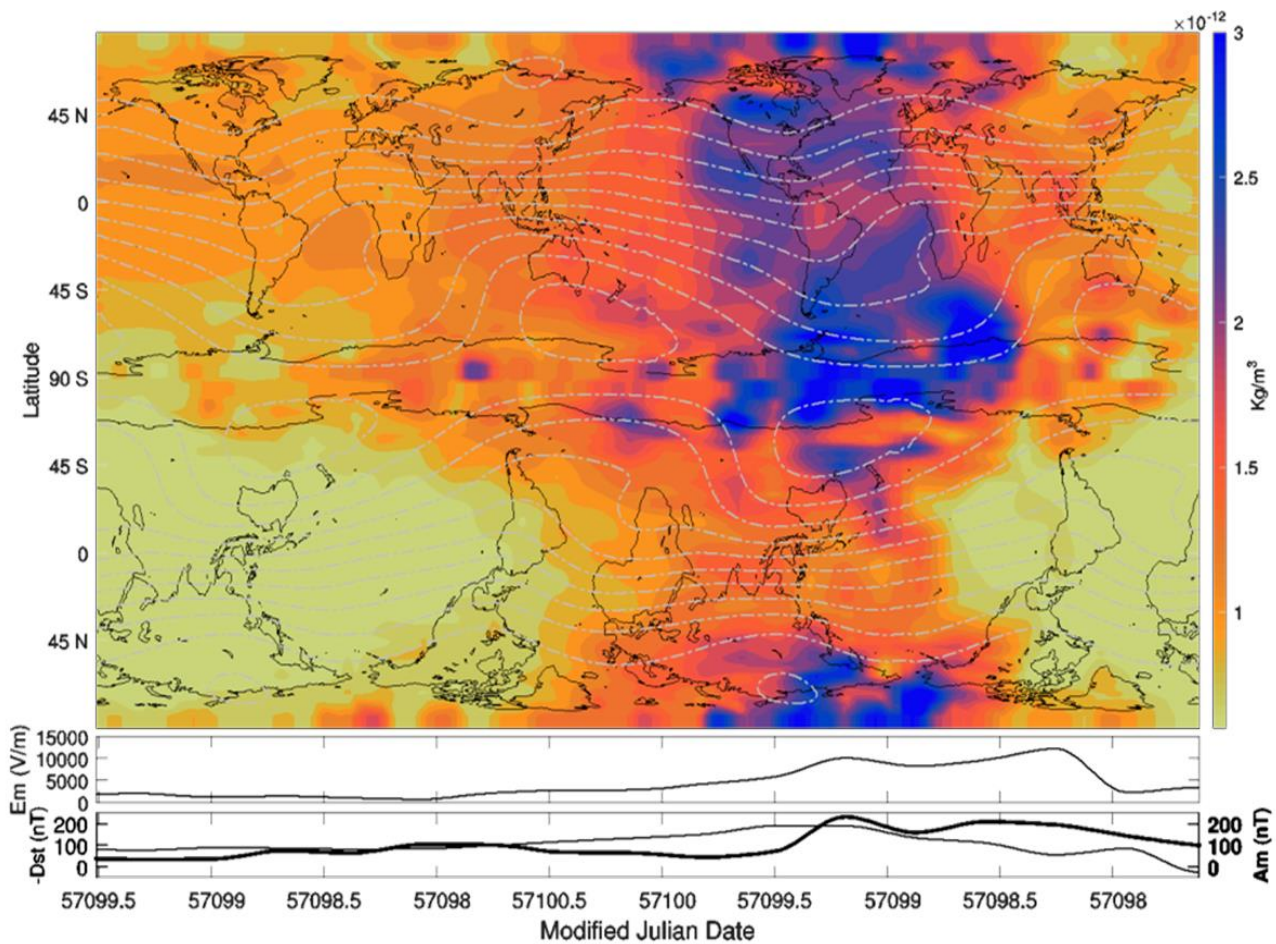 ×10⁻¹²
3
45 N
2.5
0
45 S
2
Latitude
90 S
Kg/m³
45 S
1.5
0
1
45 N
Em (V/m)
15000
10000
5000
0
-Dst (nT)
200
100
0
200
100
0
Am (nT)
57099.5 57099 57098.5 57098 57100.5 57100 57099.5 57099 57098.5 57098
Modified Julian Date